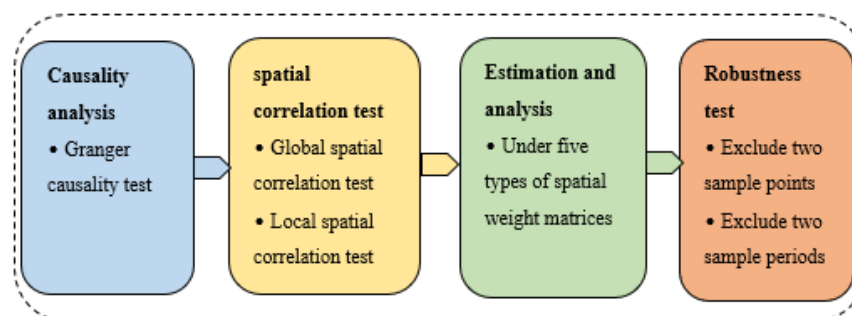 Causality
analysis
• Granger
causality test
spatial
correlation test
• Global spatial
correlation test
• Local spatial
correlation test
Estimation and
analysis
• Under five
types of spatial
weight matrices
Robustness
test
• Exclude two
sample points
• Exclude two
sample periods